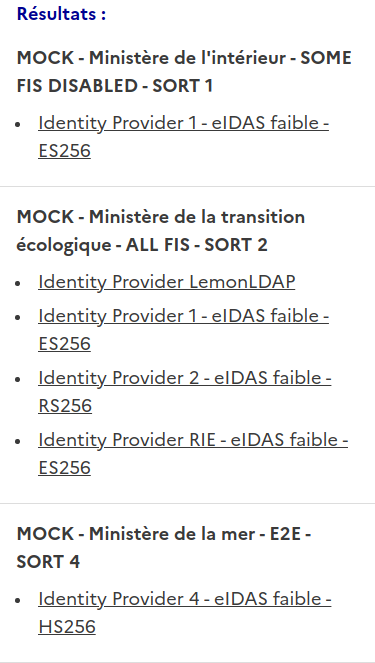 Résultats :
MOCK - Ministère de l'intérieur - SOME
FIS DISABLED - SORT 1
Identity Provider 1 - eIDAS faible -
ES256
MOCK - Ministère de la transition
écologique - ALL FIS - SORT 2
Identity Provider LemonLDAP
Identity Provider 1 - eIDAS faible -
ES256
Identity Provider 2 - eIDAS faible -
RS256
Identity Provider RIE - eIDAS faible -
ES256
MOCK - Ministère de la mer - E2E -
SORT 4
Identity Provider 4 - eIDAS faible -
HS256